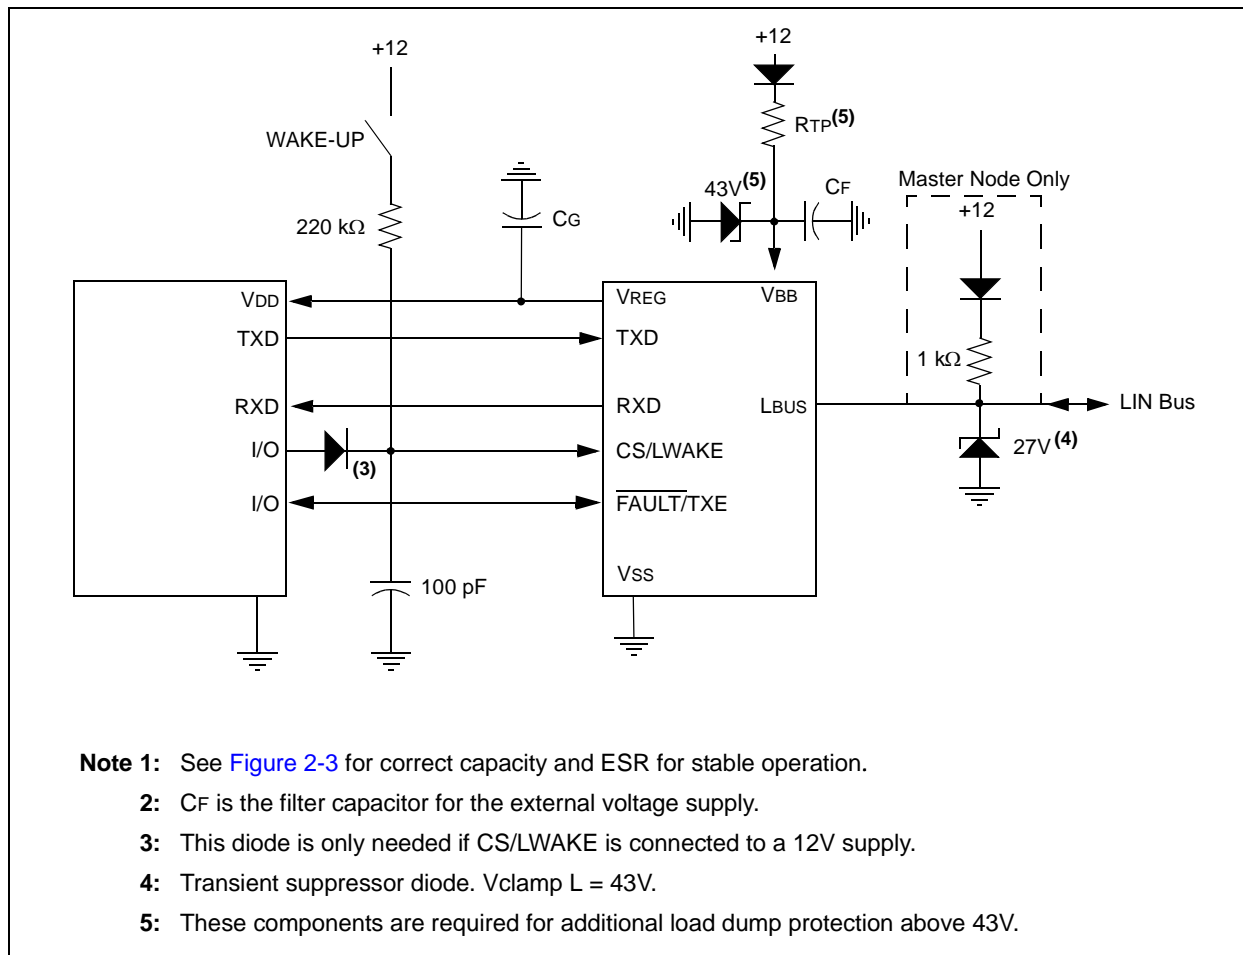 +12
+12
WAKE-UP
RTP(5)
43V(5)
CF
Master Node Only
+12
220 kΩ
CG
VDD
VREG
VBB
TXD
TXD
1 kΩ
RXD
RXD
LBUS
LIN Bus
I/O
(3)
CS/LWAKE
27V(4)
I/O
FAULT/TXE
VSS
100 pF
Note 1: See Figure 2-3 for correct capacity and ESR for stable operation.
2: CF is the filter capacitor for the external voltage supply.
3: This diode is only needed if CS/LWAKE is connected to a 12V supply.
4: Transient suppressor diode. Vclamp L = 43V.
5: These components are required for additional load dump protection above 43V.